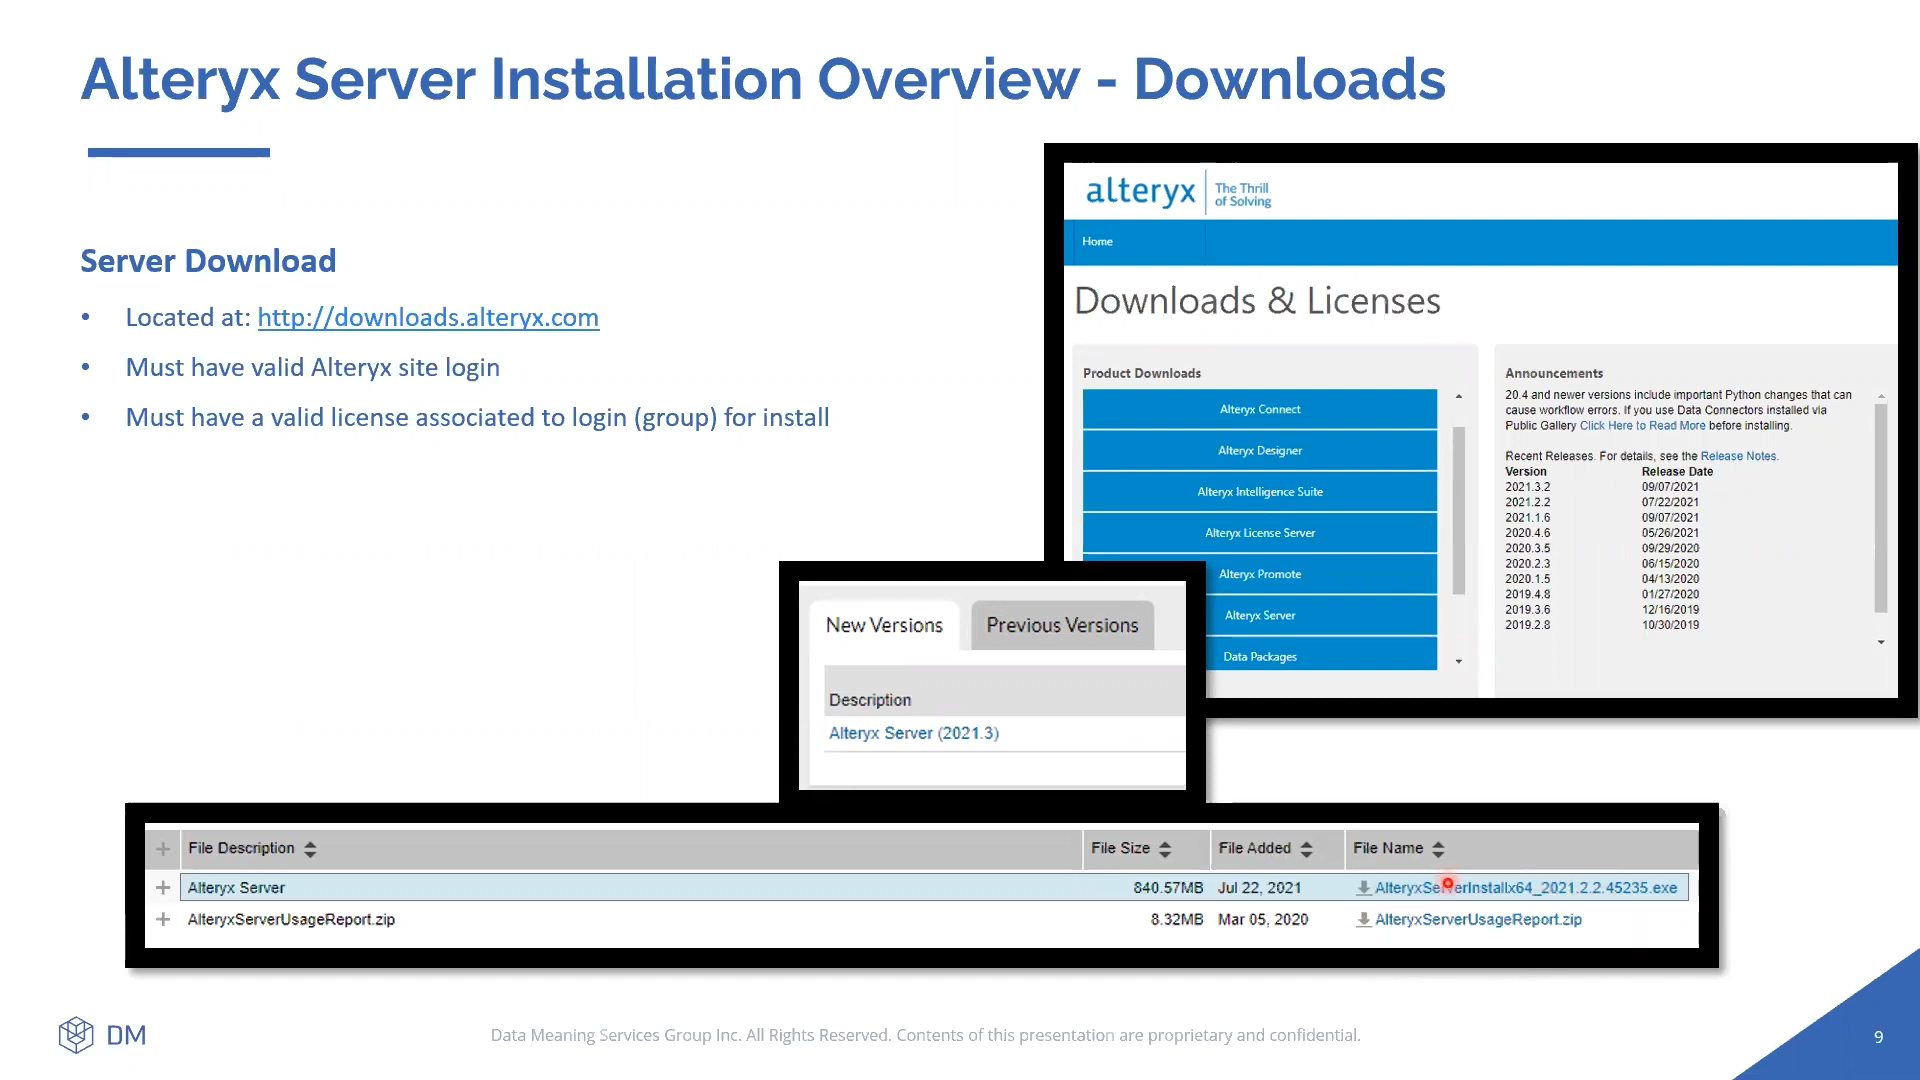 Alteryx Server Installation Overview - Downloads
Server Download
• Located at: http://downloads.alteryx.com
• Must have valid Alteryx site login
• Must have a valid license associated to login (group) for install
alteryx The Thrill
of Solving
Home
Downloads & Licenses
Product Downloads
Alteryx Connect
Alteryx Designer
Alteryx Intelligence Suite
Alteryx License Server
Alteryx Promote
Alteryx Server
Data Packages
Announcements
20.4 and newer versions include important Python changes that can
cause workflow errors. If you use Data Connectors installed via
Public Gallery Click Here to Read More before installing.
Recent Releases. For details, see the Release Notes.
Version Release Date
2021.3.2 09/07/2021
2021.2.2 07/22/2021
2021.1.6 09/07/2021
2020.4.6 05/26/2021
2020.3.5 09/29/2020
2020.2.3 06/15/2020
2020.1.5 04/13/2020
2019.4.8 01/27/2020
2019.3.6 12/16/2019
2019.2.8 10/30/2019
New Versions Previous Versions
Description
Alteryx Server (2021.3)
File Description File Size File Added File Name
Alteryx Server 840.57MB Jul 22, 2021 AlteryxServerInstallx64_2021.2.2.45235.exe
AlteryxServerUsageReport.zip 8.32MB Mar 05, 2020 AlteryxServerUsageReport.zip
DM
Data Meaning Services Group Inc. All Rights Reserved. Contents of this presentation are proprietary and confidential.
9